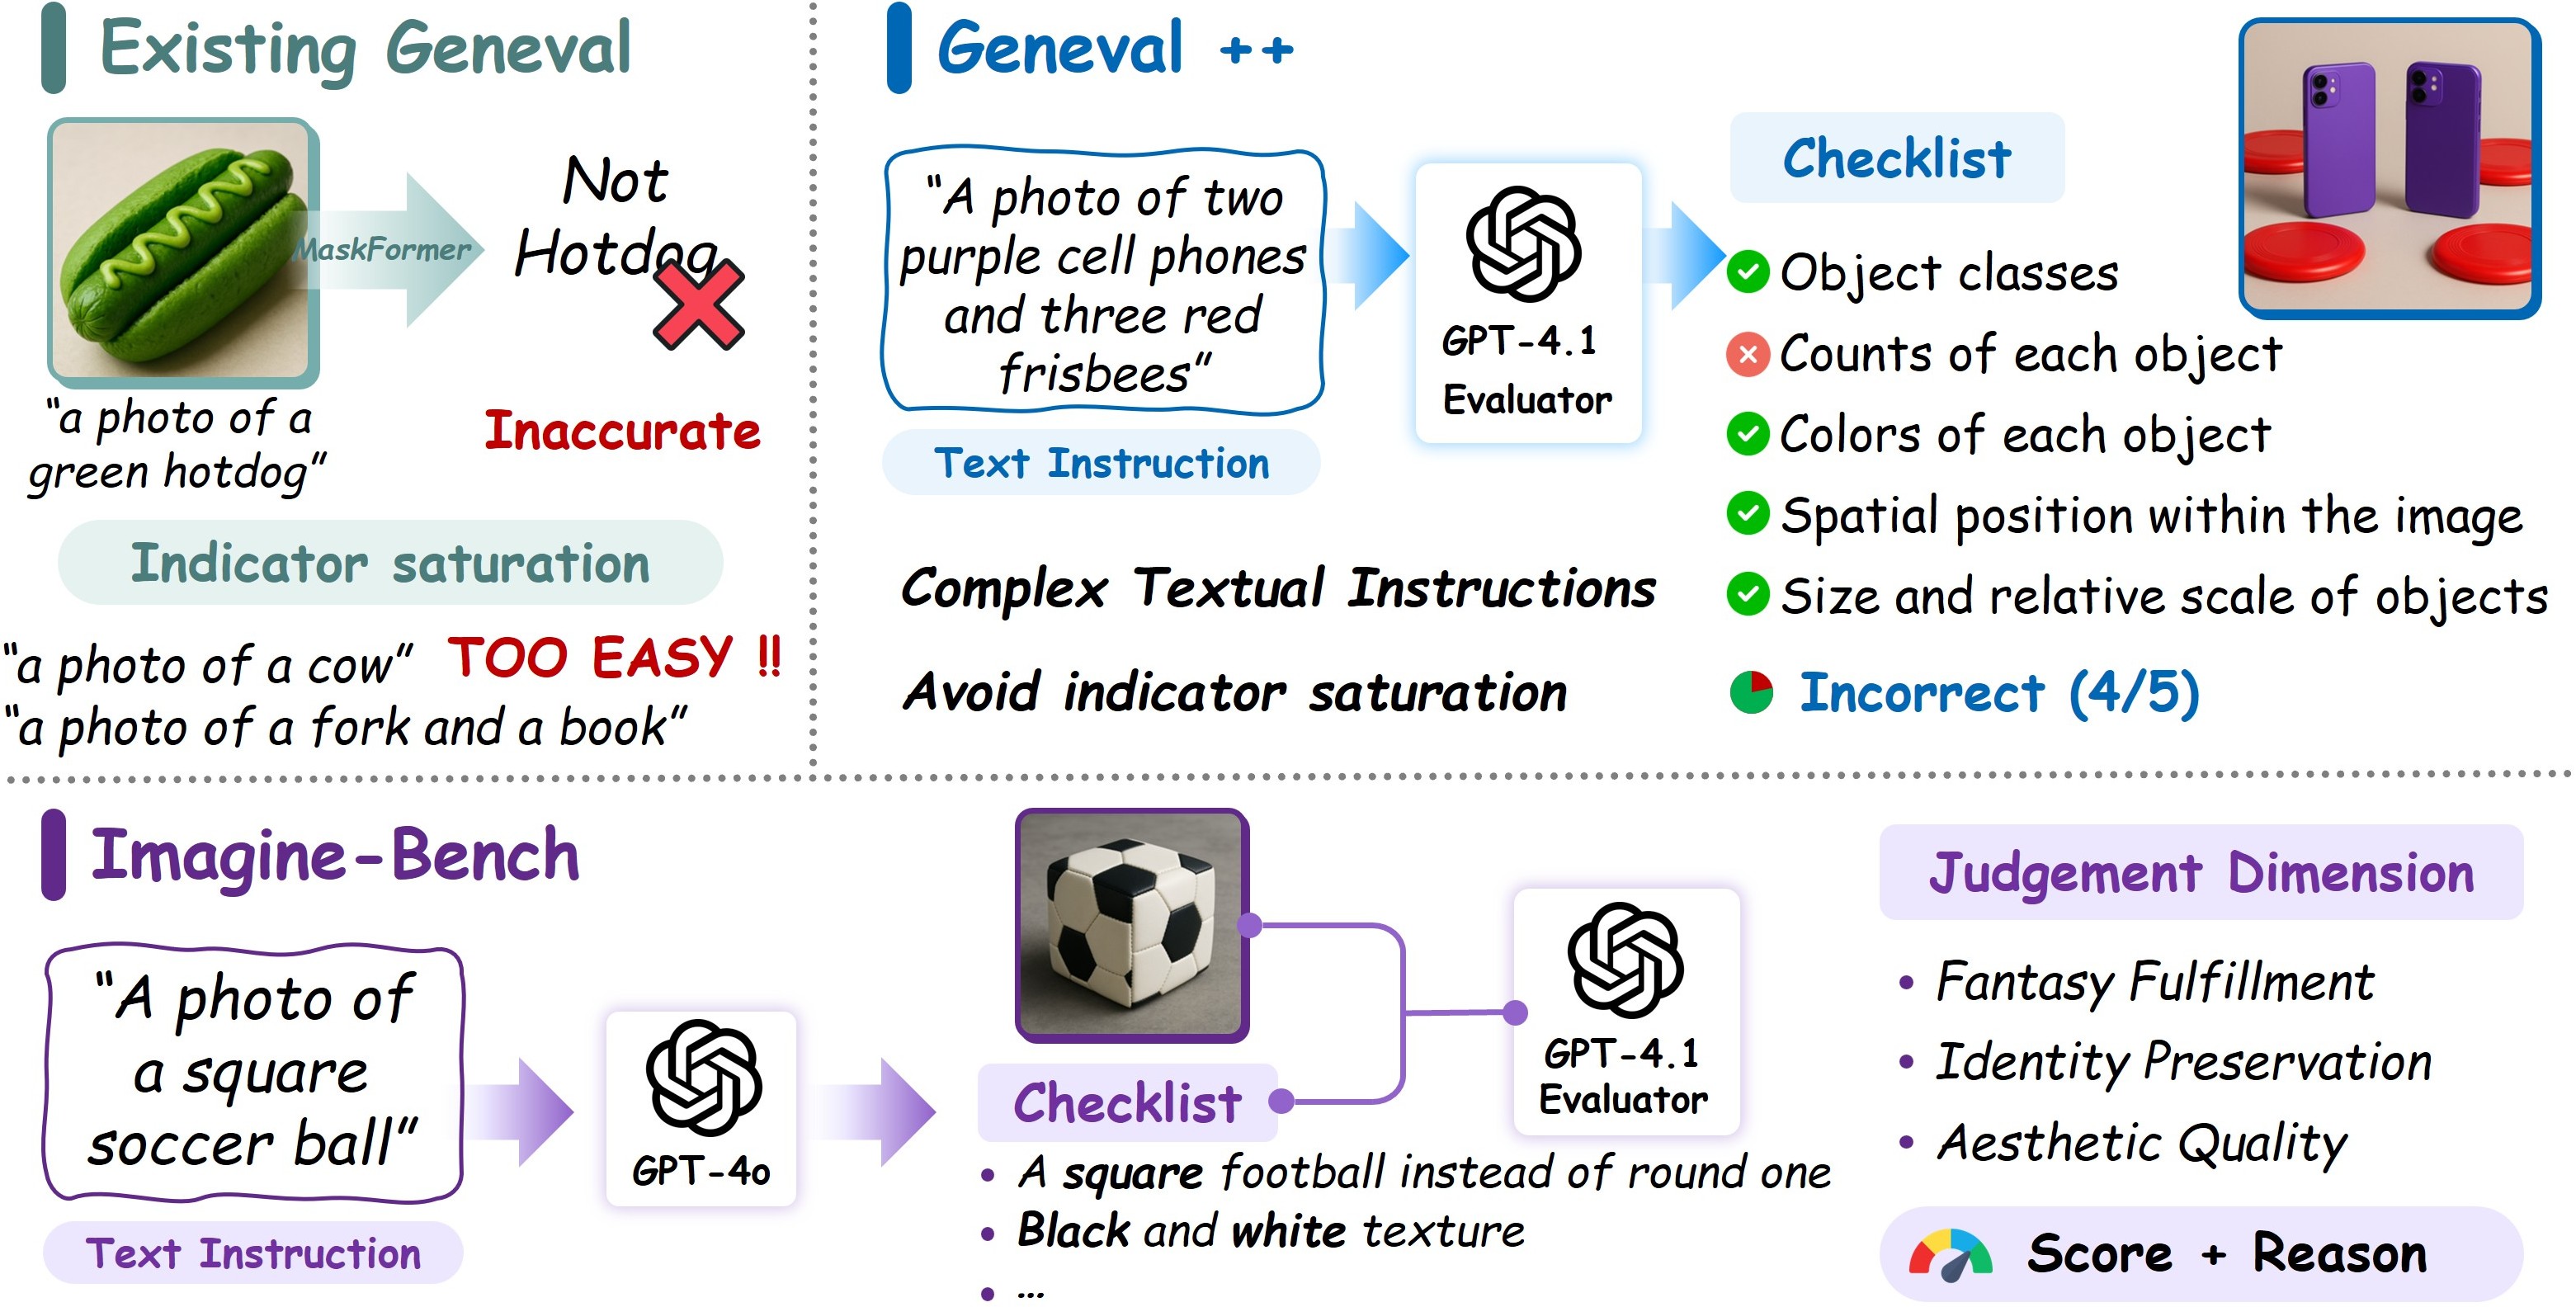 Existing Geneval
MaskFormer
Not
Hotdog
“a photo of a
green hotdog”
Inaccurate
Indicator saturation
“a photo of a cow” TOO EASY !!
“a photo of a fork and a book”
Geneval ++
“A photo of two
purple cell phones
and three red
frisbees”
Text Instruction
GPT-4.1
Evaluator
Complex Textual Instructions
Avoid indicator saturation
Checklist
Object classes
Counts of each object
Colors of each object
Spatial position within the image
Size and relative scale of objects
Incorrect (4/5)
Imagine-Bench
“A photo of
a square
soccer ball”
Text Instruction
GPT-4o
Checklist
• A square football instead of round one
• Black and white texture
• ...
GPT-4.1
Evaluator
Judgement Dimension
• Fantasy Fulfillment
• Identity Preservation
• Aesthetic Quality
Score + Reason